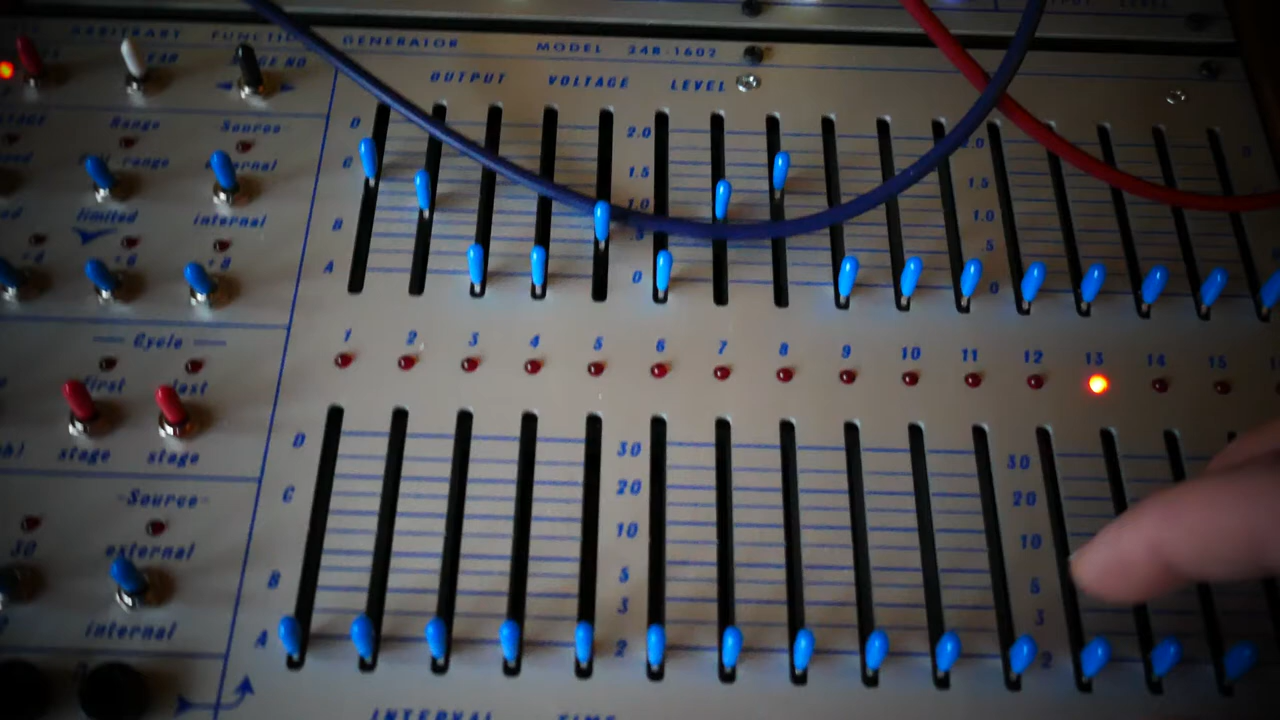 ARBITRARY FUNCTION GENERATOR MODEL 248-1602
OUTPUT VOLTAGE LEVEL
Range
Source
full range
external
limited
internal
D
C
B
A
2.0
1.5
1.0
.5
0
2.0
1.5
1.0
.5
0
1 2 3 4 5 6 7 8 9 10 11 12 13 14 15
Cycle
first last
stage stage
Source
30
external
internal
D
C
B
A
30
20
10
5
3
2
30
20
10
5
3
2
INTERVAL TIME